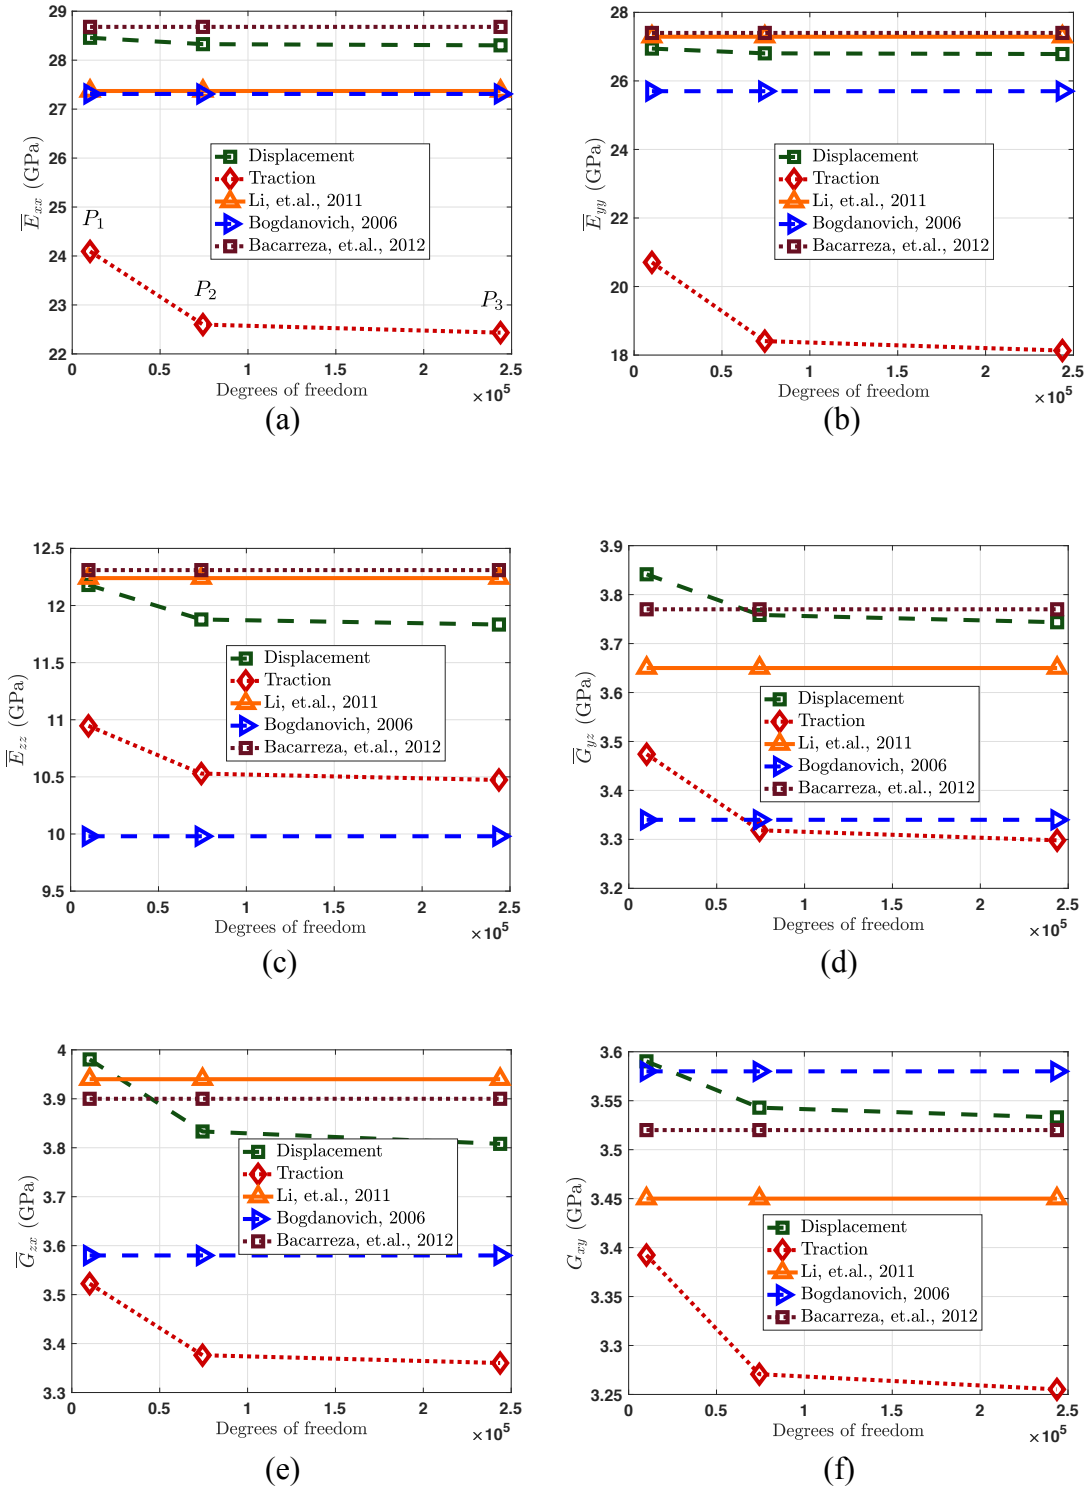 29
28
27
26
25
24
23
22
E̅xx (GPa)
P1
P2
P3
Displacement
Traction
Li, et.al., 2011
Bogdanovich, 2006
Bacarreza, et.al., 2012
0 0.5 1 1.5 2 2.5
Degrees of freedom
×10^5
(a)
28
26
24
22
20
18
E̅yy (GPa)
Displacement
Traction
Li, et.al., 2011
Bogdanovich, 2006
Bacarreza, et.al., 2012
0 0.5 1 1.5 2 2.5
Degrees of freedom
×10^5
(b)
12.5
12
11.5
11
10.5
10
9.5
E̅zz (GPa)
Displacement
Traction
Li, et.al., 2011
Bogdanovich, 2006
Bacarreza, et.al., 2012
0 0.5 1 1.5 2 2.5
Degrees of freedom
×10^5
(c)
3.9
3.8
3.7
3.6
3.5
3.4
3.3
3.2
G̅yz (GPa)
Displacement
Traction
Li, et.al., 2011
Bogdanovich, 2006
Bacarreza, et.al., 2012
0 0.5 1 1.5 2 2.5
Degrees of freedom
×10^5
(d)
4
3.9
3.8
3.7
3.6
3.5
3.4
3.3
G̅zx (GPa)
Displacement
Traction
Li, et.al., 2011
Bogdanovich, 2006
Bacarreza, et.al., 2012
0 0.5 1 1.5 2 2.5
Degrees of freedom
×10^5
(e)
3.6
3.55
3.5
3.45
3.4
3.35
3.3
3.25
Gxy (GPa)
Displacement
Traction
Li, et.al., 2011
Bogdanovich, 2006
Bacarreza, et.al., 2012
0 0.5 1 1.5 2 2.5
Degrees of freedom
×10^5
(f)